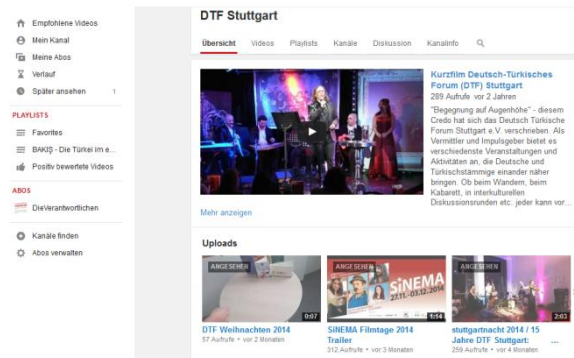 Empfohlene Videos
Mein Kanal
Meine Abos
Verlauf
Später ansehen 1
PLAYLISTS
Favorites
BAKIŞ - Die Türkei im e...
Positiv bewertete Videos
ABOS
DieVerantwortlichen
Kanäle finden
Abos verwalten
DTF Stuttgart
Übersicht Videos Playlists Kanäle Diskussion Kanalinfo
Kurzfilm Deutsch-Türkisches
Forum (DTF) Stuttgart
289 Aufrufe vor 2 Jahren
"Begegnung auf Augenhöhe" - diesem
Credo hat sich das Deutsch Türkische
Forum Stuttgart e.V. verschrieben. Als
Vermittler und Impulsgeber bietet es
verschiedenste Veranstaltungen und
Aktivitäten an, die Deutsche und
Türkischstämmige einander näher
bringen. Ob beim Wandern, beim
Kabarett, in interkulturellen
Diskussionsrunden etc. jeder kann vor...
Mehr anzeigen
Uploads
ANGESEHEN
0:07
DTF Weihnachten 2014
57 Aufrufe • vor 2 Monaten
ANGESEHEN
SiNEMA
27.11.-03.12.2014
1:14
SiNEMA Filmtage 2014
Trailer
312 Aufrufe • vor 3 Monaten
ANGESEHEN
2:03
stuttgartnacht 2014 / 15
Jahre DTF Stuttgart: ...
259 Aufrufe • vor 4 Monaten